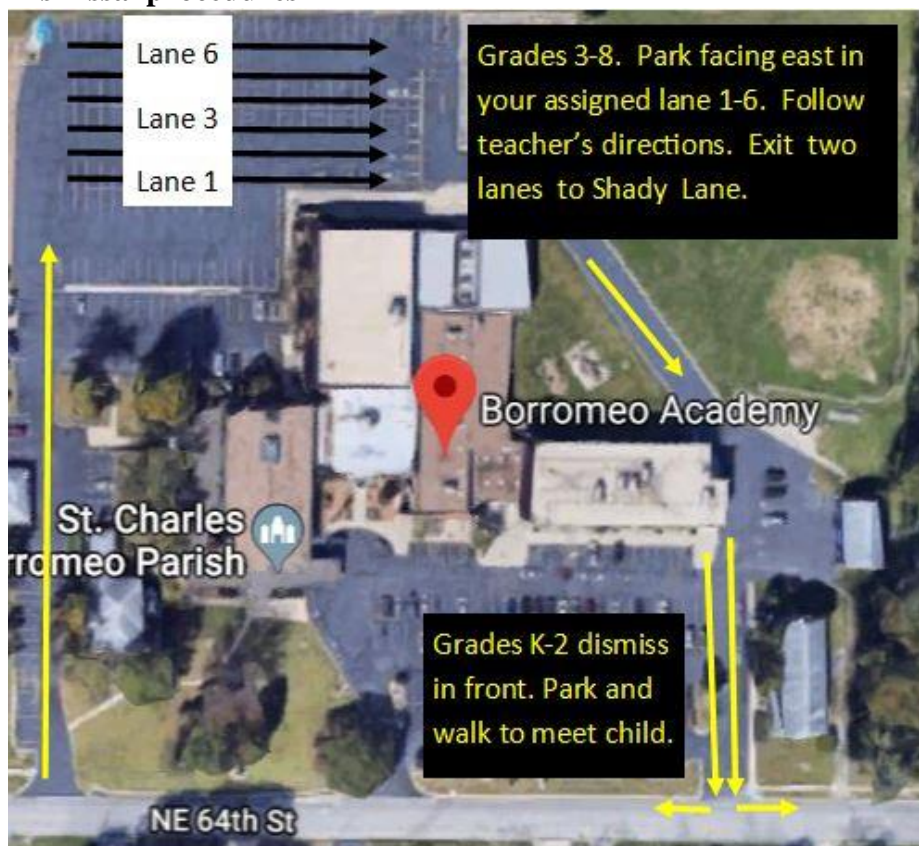 Lane 6
Lane 3
Lane 1
Grades 3-8. Park facing east in
your assigned lane 1-6. Follow
teacher's directions. Exit two
lanes to Shady Lane.
Borromeo Academy
St. Charles
rromeo Parish
Grades K-2 dismiss
in front. Park and
walk to meet child.
NE 64th St